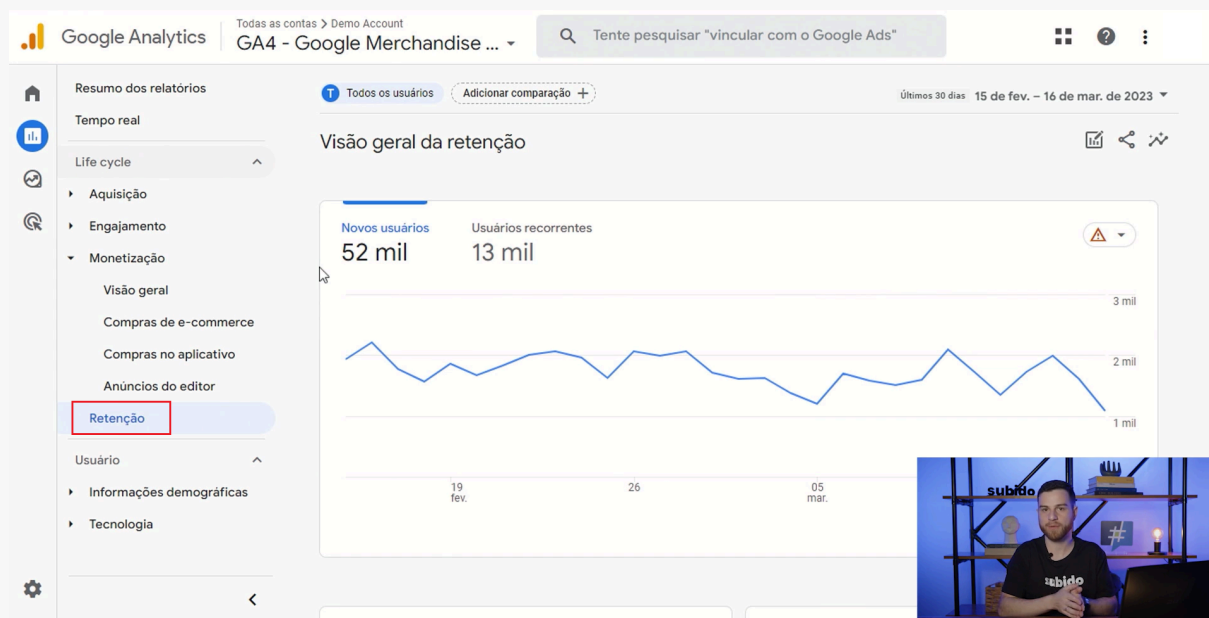 Google Analytics
Todas as contas > Demo Account
GA4 - Google Merchandise ...
Tente pesquisar "vincular com o Google Ads"
Resumo dos relatórios
Tempo real
Life cycle
Aquisição
Engajamento
Monetização
Visão geral
Compras de e-commerce
Compras no aplicativo
Anúncios do editor
Retenção
Usuário
Informações demográficas
Tecnologia
T Todos os usuários
Adicionar comparação +
Últimos 30 dias 15 de fev. – 16 de mar. de 2023
Visão geral da retenção
Novos usuários
52 mil
Usuários recorrentes
13 mil
3 mil
2 mil
1 mil
19
fev.
26
05
mar.
subido
#
subido